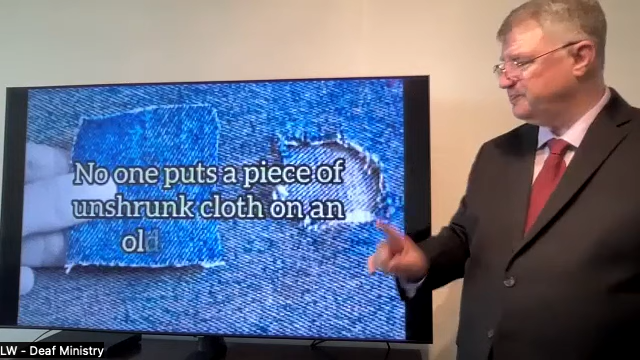 No one puts a piece of
unshrunk cloth on an
old
LW - Deaf Ministry